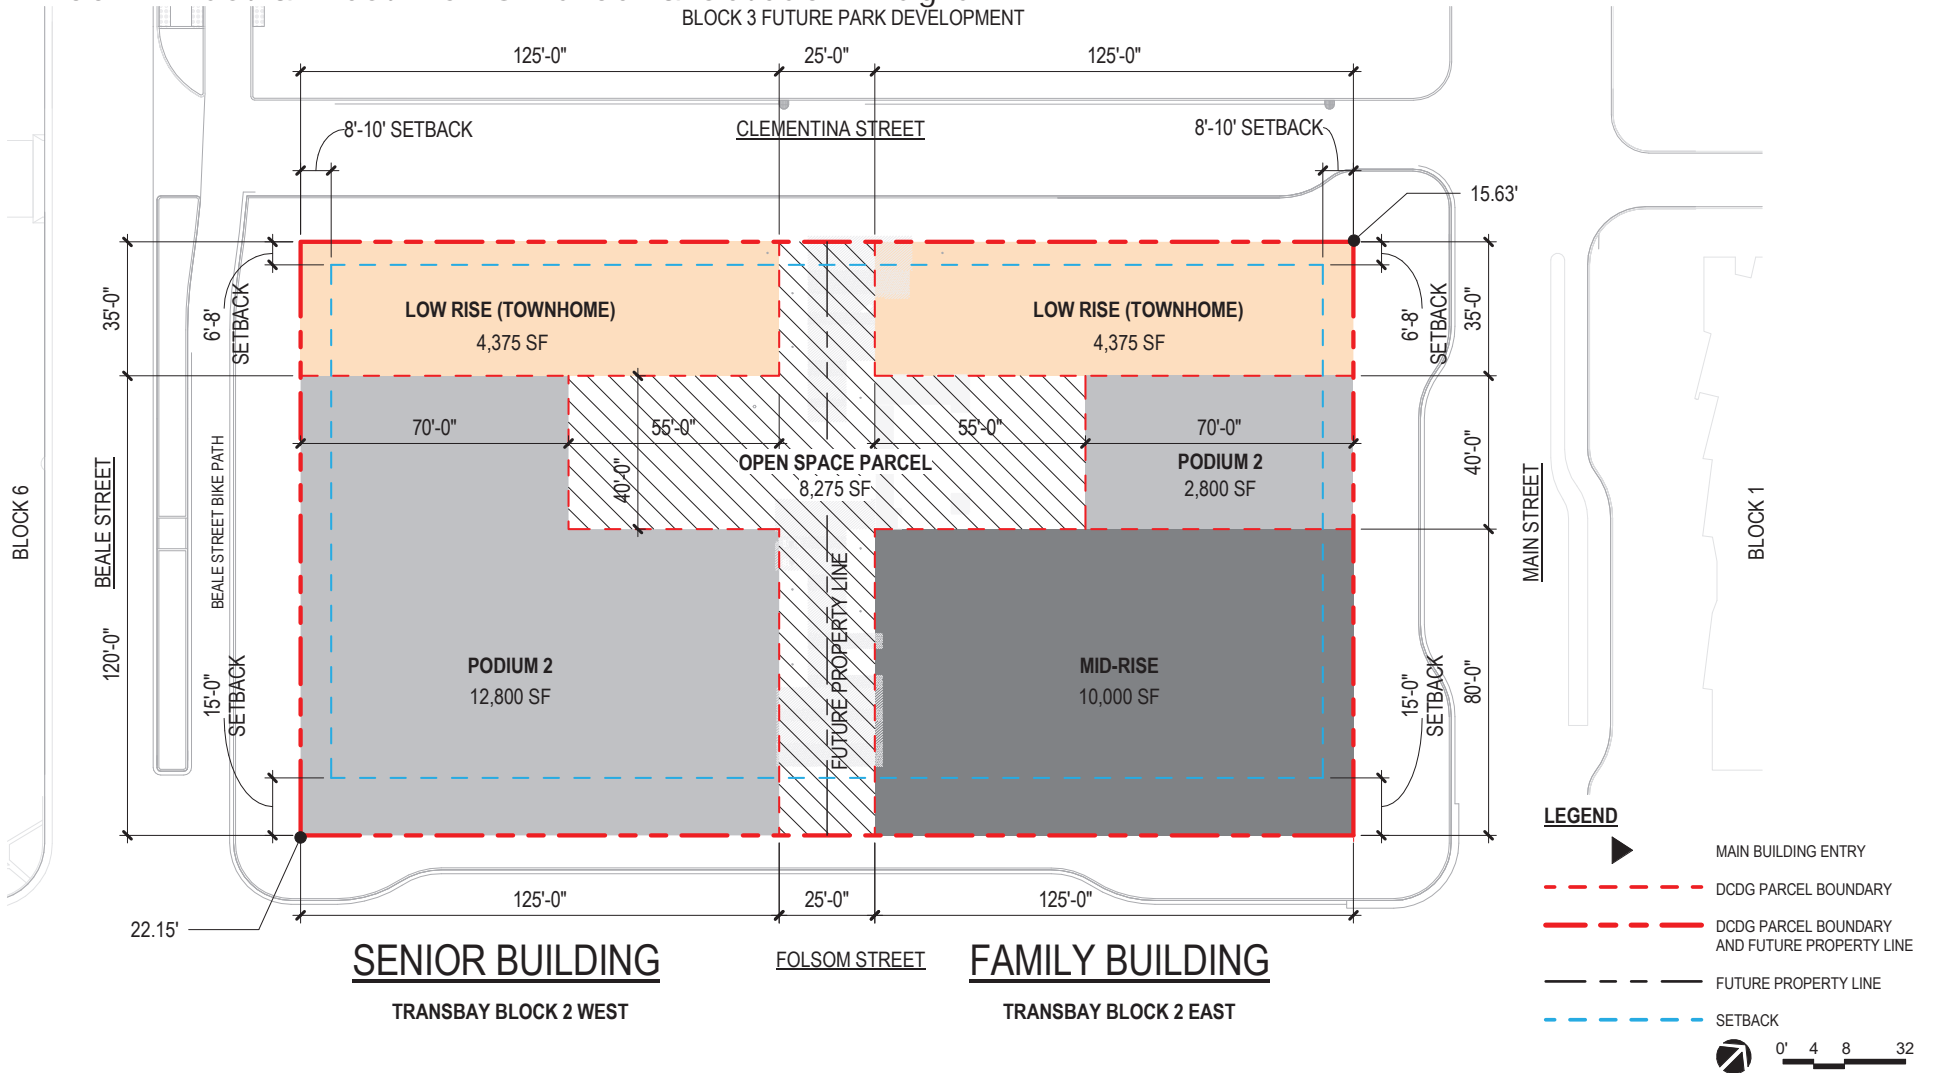 BLOCK 3 FUTURE PARK DEVELOPMENT
125'-0" 25'-0" 125'-0"
8'-10' SETBACK CLEMENTINA STREET 8'-10' SETBACK
15.63'
35'-0" 6'-8' SETBACK
LOW RISE (TOWNHOME)
4,375 SF
LOW RISE (TOWNHOME)
4,375 SF
6'-8' SETBACK 35'-0"
70'-0" 55'-0" 55'-0" 70'-0"
40'-0"
OPEN SPACE PARCEL
8,275 SF
PODIUM 2
2,800 SF
40'-0"
BLOCK 6
BEALE STREET
BEALE STREET BIKE PATH
MAIN STREET
BLOCK 1
FUTURE PROPERTY LINE
120'-0"
15'-0" SETBACK
PODIUM 2
12,800 SF
MID-RISE
10,000 SF
15'-0" SETBACK
80'-0"
125'-0" 25'-0" 125'-0"
22.15'
SENIOR BUILDING
TRANSBAY BLOCK 2 WEST
FOLSOM STREET
FAMILY BUILDING
TRANSBAY BLOCK 2 EAST
LEGEND
MAIN BUILDING ENTRY
DCDG PARCEL BOUNDARY
DCDG PARCEL BOUNDARY
AND FUTURE PROPERTY LINE
FUTURE PROPERTY LINE
SETBACK
0' 4 8 32